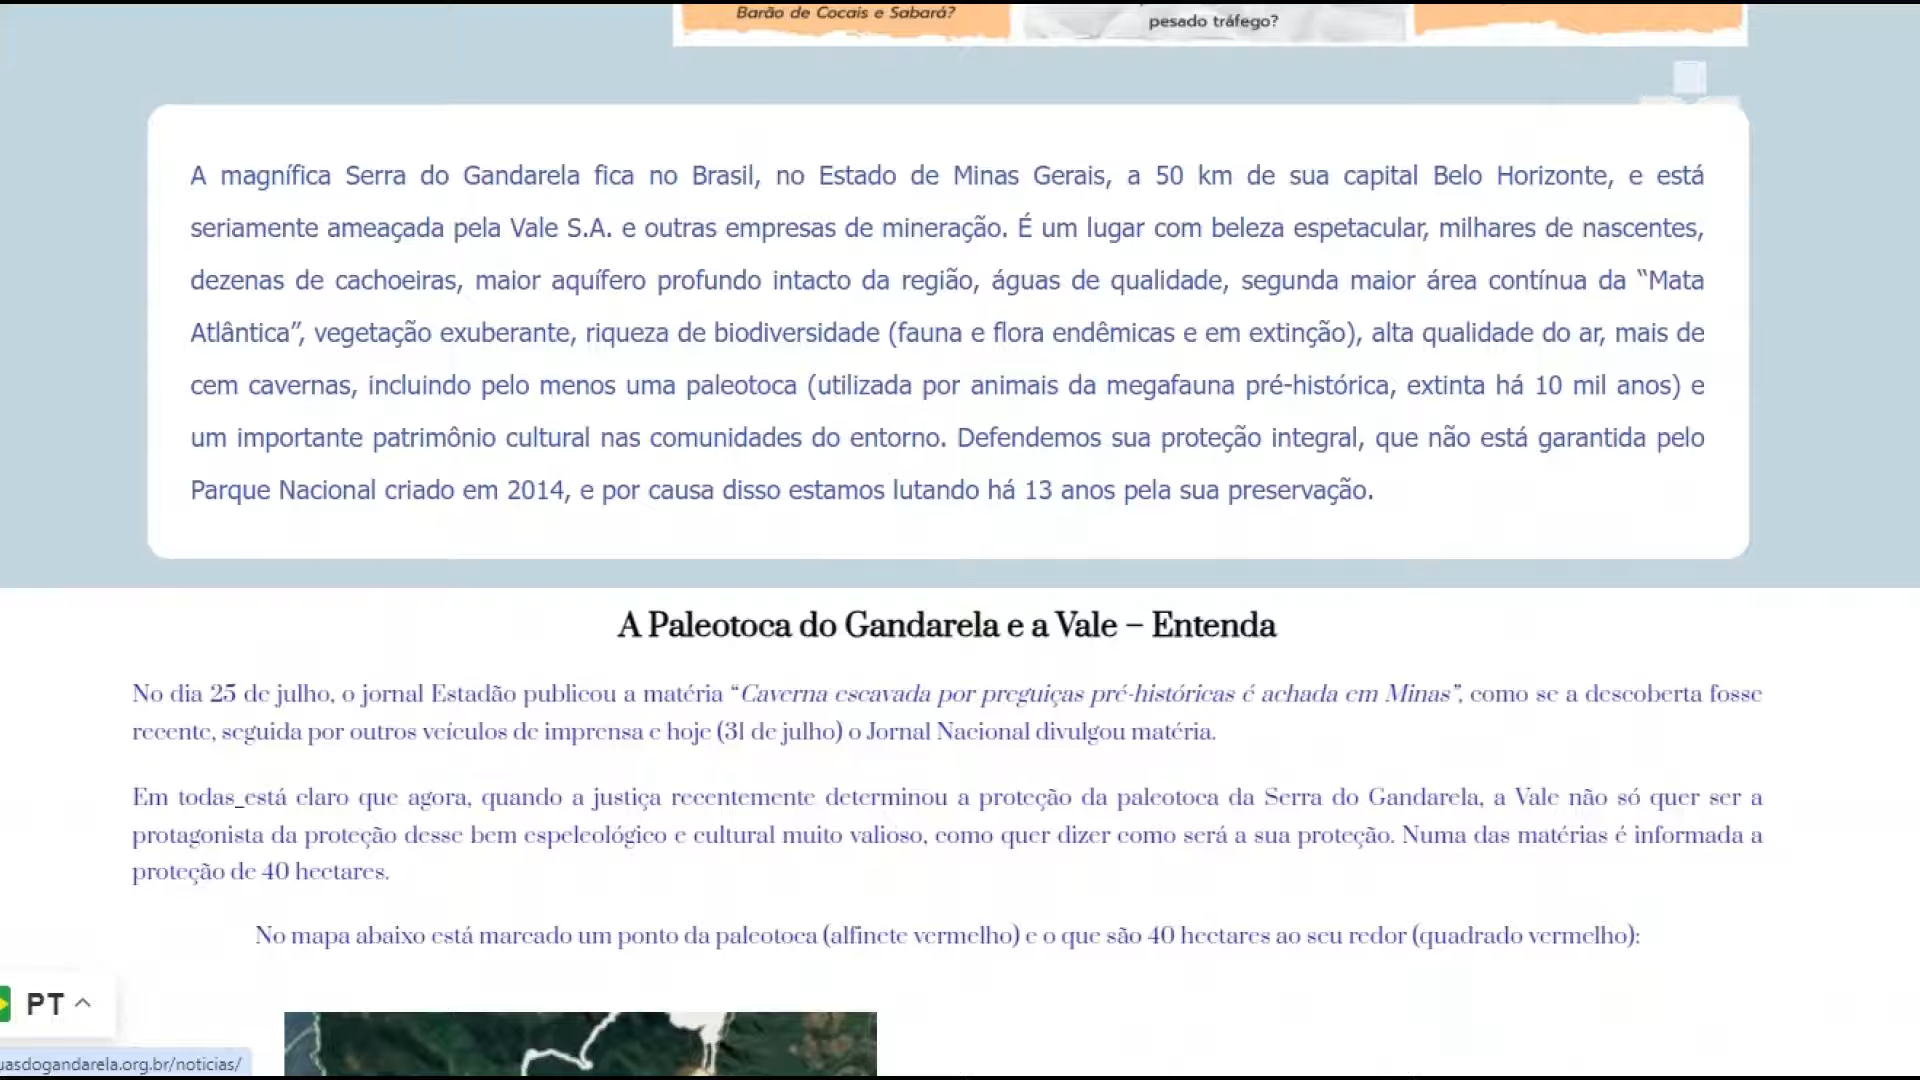 Barão de Cocais e Sabará?
pesado tráfego?
A magnífica Serra do Gandarela fica no Brasil, no Estado de Minas Gerais, a 50 km de sua capital Belo Horizonte, e está
seriamente ameaçada pela Vale S.A. e outras empresas de mineração. É um lugar com beleza espetacular, milhares de nascentes,
dezenas de cachoeiras, maior aquífero profundo intacto da região, águas de qualidade, segunda maior área contínua da “Mata
Atlântica”, vegetação exuberante, riqueza de biodiversidade (fauna e flora endêmicas e em extinção), alta qualidade do ar, mais de
cem cavernas, incluindo pelo menos uma paleotoca (utilizada por animais da megafauna pré-histórica, extinta há 10 mil anos) e
um importante patrimônio cultural nas comunidades do entorno. Defendemos sua proteção integral, que não está garantida pelo
Parque Nacional criado em 2014, e por causa disso estamos lutando há 13 anos pela sua preservação.
A Paleotoca do Gandarela e a Vale – Entenda
No dia 25 de julho, o jornal Estadão publicou a matéria “Caverna escavada por preguiças pré-históricas é achada em Minas”, como se a descoberta fosse
recente, seguida por outros veículos de imprensa e hoje (31 de julho) o Jornal Nacional divulgou matéria.
Em todas_está claro que agora, quando a justiça recentemente determinou a proteção da paleotoca da Serra do Gandarela, a Vale não só quer ser a
protagonista da proteção desse bem espeleológico e cultural muito valioso, como quer dizer como será a sua proteção. Numa das matérias é informada a
proteção de 40 hectares.
No mapa abaixo está marcado um ponto da paleotoca (alfinete vermelho) e o que são 40 hectares ao seu redor (quadrado vermelho):
PT
uasdogandarela.org.br/noticias/